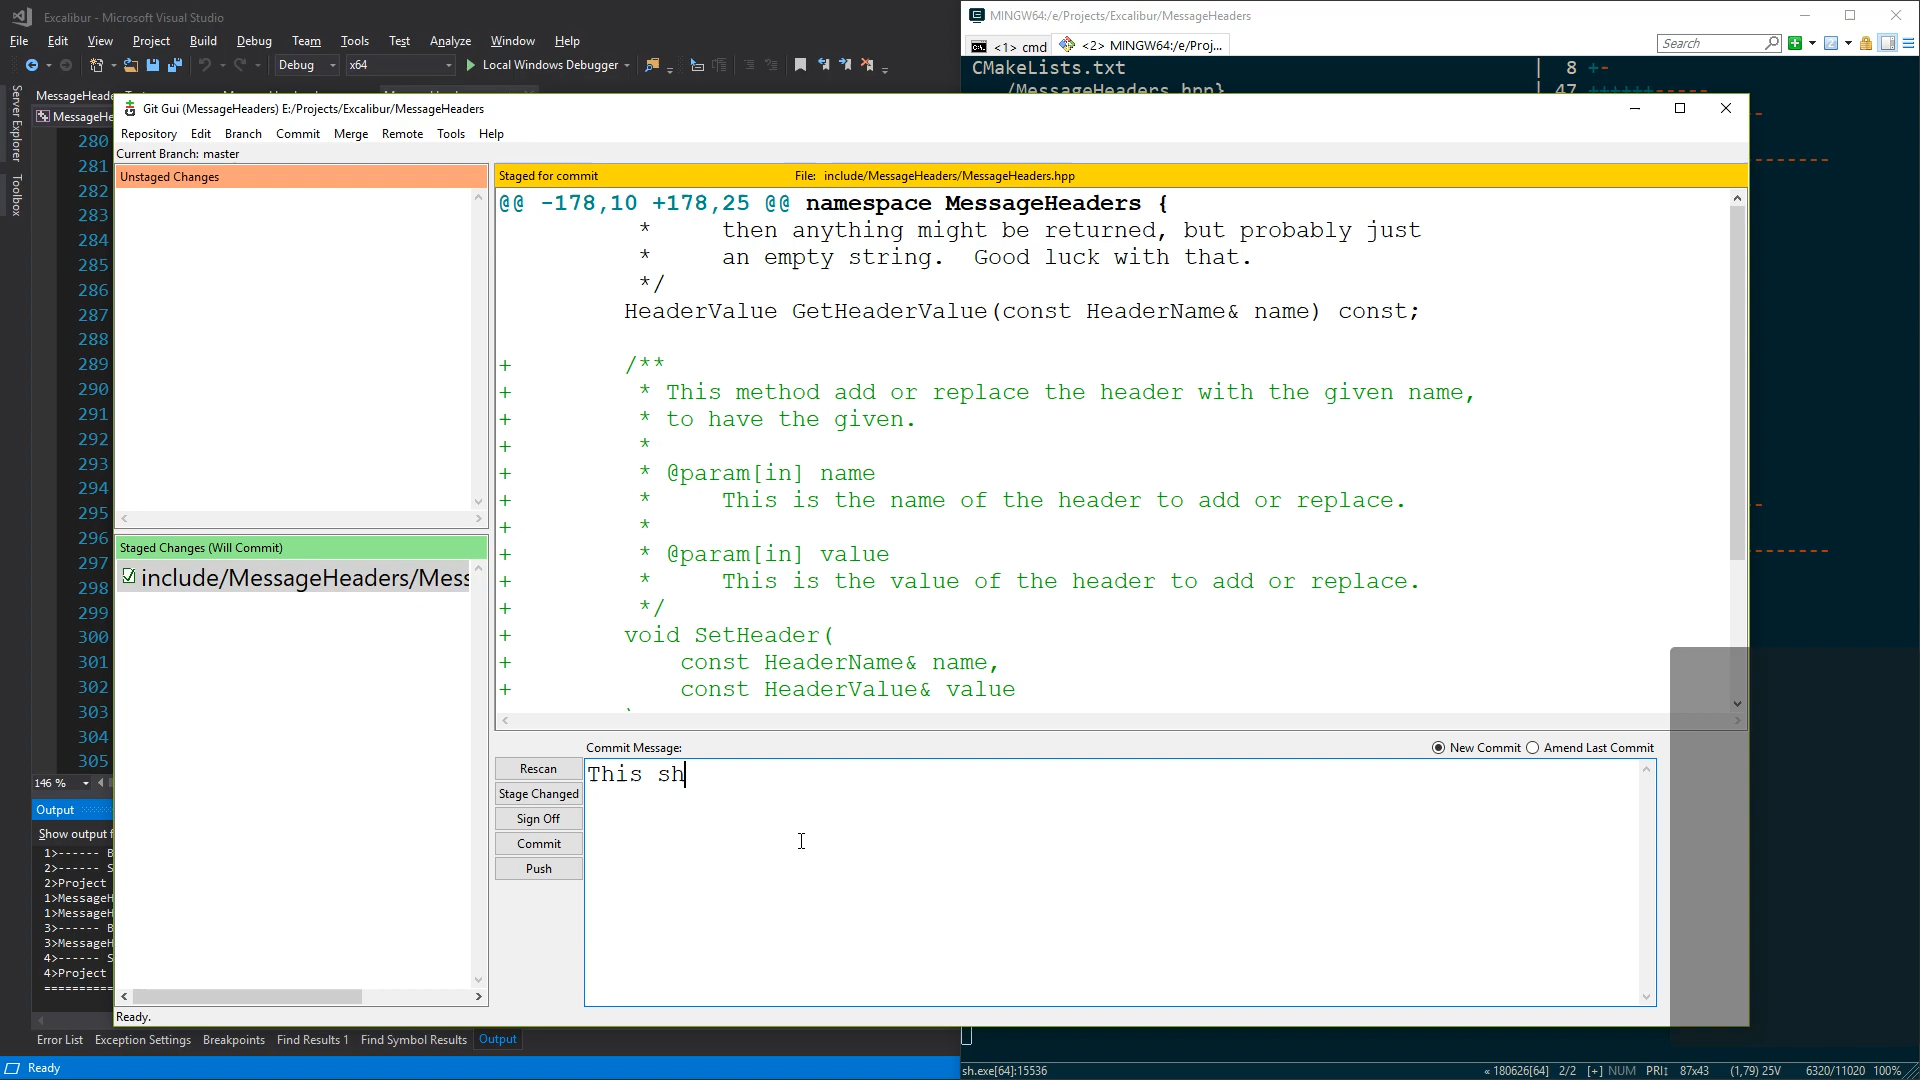 Excalibur - Microsoft Visual Studio
File Edit View Project Build Debug Team Tools Test Analyze Window Help
Debug x64 Local Windows Debugger
Server Explorer
Toolbox
MessageHeade
MessageHe
280
281
282
283
284
285
286
287
288
289
290
291
292
293
294
295
296
297
298
299
300
301
302
303
304
305
146 %
Output
Show output f
1>------ B
2>------ S
2>Project
1>MessageH
1>MessageH
3>------ B
3>MessageH
4>------ S
4>Project
==========
Error List Exception Settings Breakpoints Find Results 1 Find Symbol Results Output
Ready
MINGW64:/e/Projects/Excalibur/MessageHeaders
<1> cmd <2> MINGW64:/e/Proj... Search
CMakeLists.txt | 8 +-
/MessageHeaders.hpp} 47 ++++++-----
sh.exe[64]:15536 « 180626[64] 2/2 [+] NUM PRI↕ 87x43 (1,79) 25V 6320/11020 100%
Git Gui (MessageHeaders) E:/Projects/Excalibur/MessageHeaders
Repository Edit Branch Commit Merge Remote Tools Help
Current Branch: master
Unstaged Changes
Staged Changes (Will Commit)
include/MessageHeaders/Mess
Staged for commit File: include/MessageHeaders/MessageHeaders.hpp
@@ -178,10 +178,25 @@ namespace MessageHeaders {
* then anything might be returned, but probably just
* an empty string. Good luck with that.
*/
HeaderValue GetHeaderValue(const HeaderName& name) const;
+ /**
+ * This method add or replace the header with the given name,
+ * to have the given.
+ *
+ * @param[in] name
+ * This is the name of the header to add or replace.
+ *
+ * @param[in] value
+ * This is the value of the header to add or replace.
+ */
+ void SetHeader(
+ const HeaderName& name,
+ const HeaderValue& value
Commit Message: New Commit Amend Last Commit
Rescan
Stage Changed
Sign Off
Commit
Push
This sh
Ready.